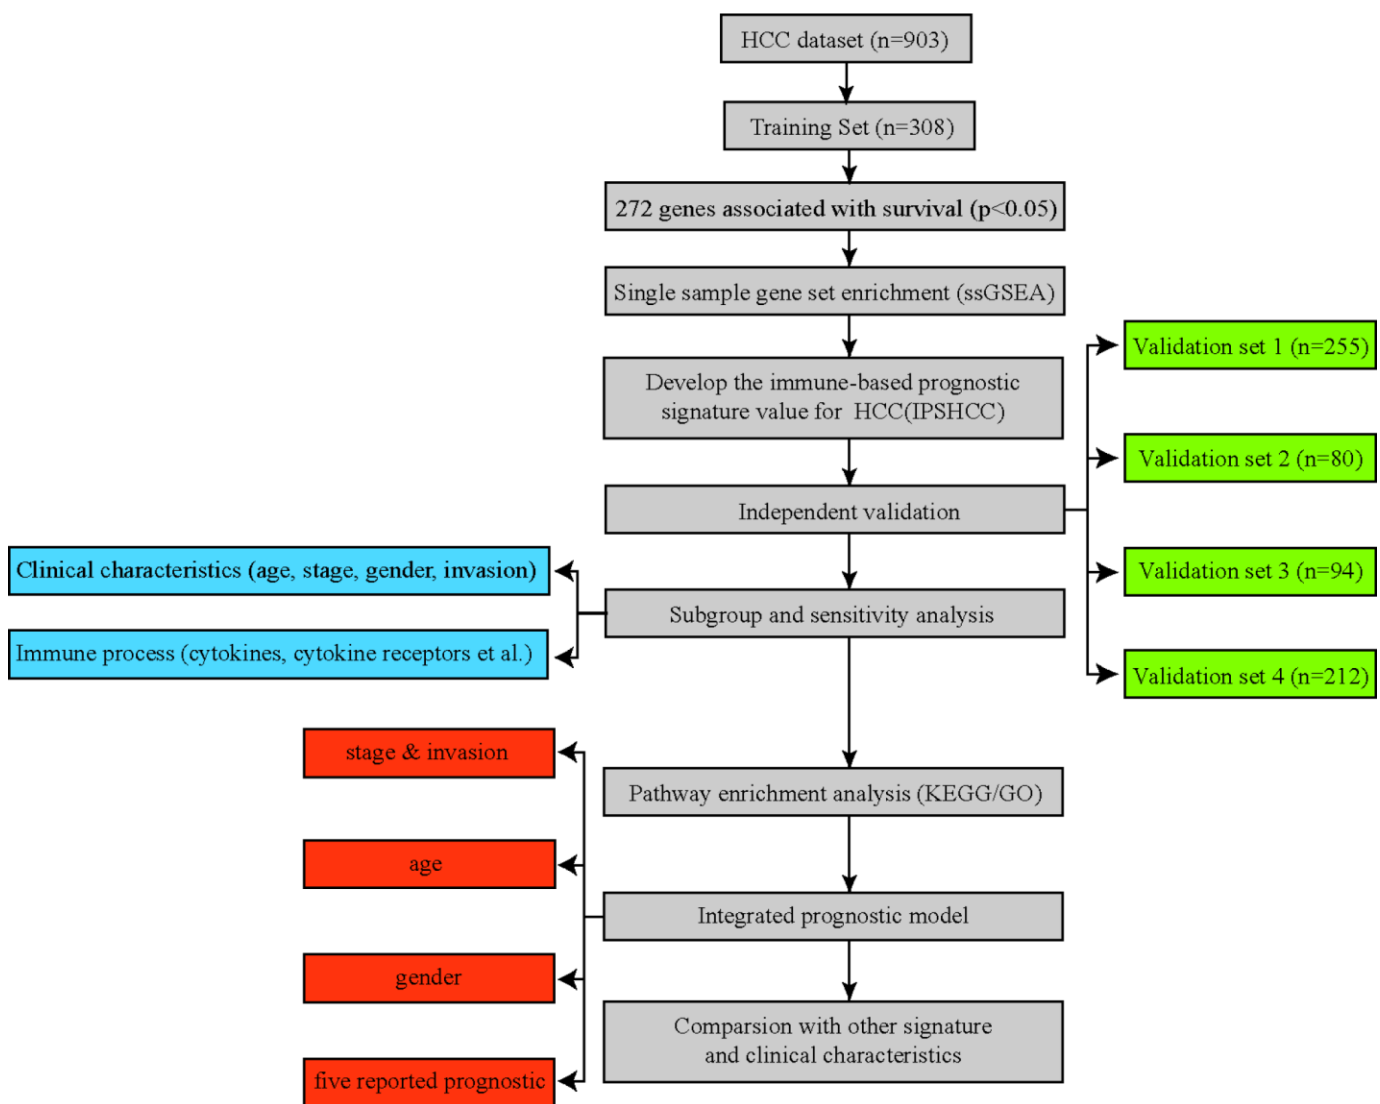 HCC dataset (n=903)
Training Set (n=308)
272 genes associated with survival (p<0.05)
Single sample gene set enrichment (ssGSEA)
Develop the immune-based prognostic
signature value for  HCC(IPSHCC)
Independent validation
Validation set 1 (n=255)
Validation set 2 (n=80)
Validation set 3 (n=94)
Validation set 4 (n=212)
Subgroup and sensitivity analysis
Clinical characteristics (age, stage, gender, invasion)
Immune process (cytokines, cytokine receptors et al.)
Pathway enrichment analysis (KEGG/GO)
Integrated prognostic model
stage & invasion
age
gender
five reported prognostic
Comparsion with other signature
and clinical characteristics